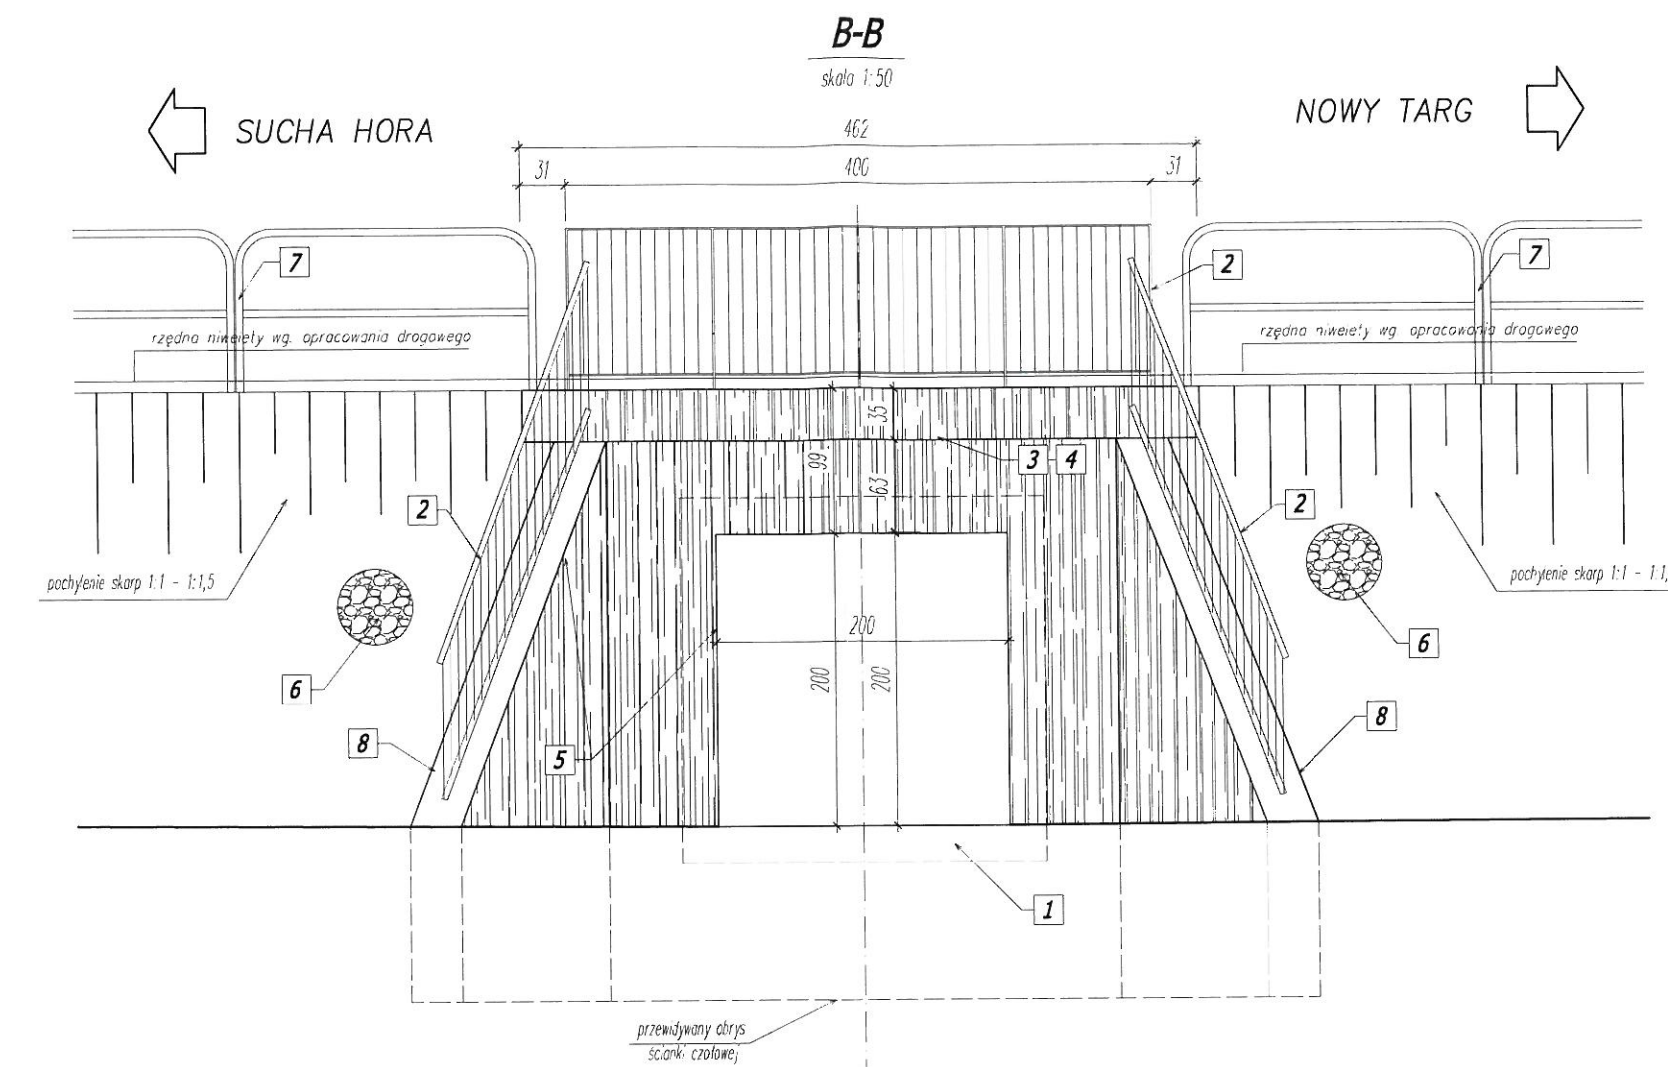 B-B
skala 1:50
SUCHA HORA
NOWY TARG
462
31
400
31
7
2
7
rzędna niwelety wg. opracowania drogowego
rzędna niwelety wg opracowania drogowego
35
99
63
3
4
2
2
pochylenie skarp 1:1 - 1:1,5
pochylenie skarp 1:1 - 1:1,
200
200
200
6
6
8
8
5
1
przewidywany obrys
ścianki czołowej